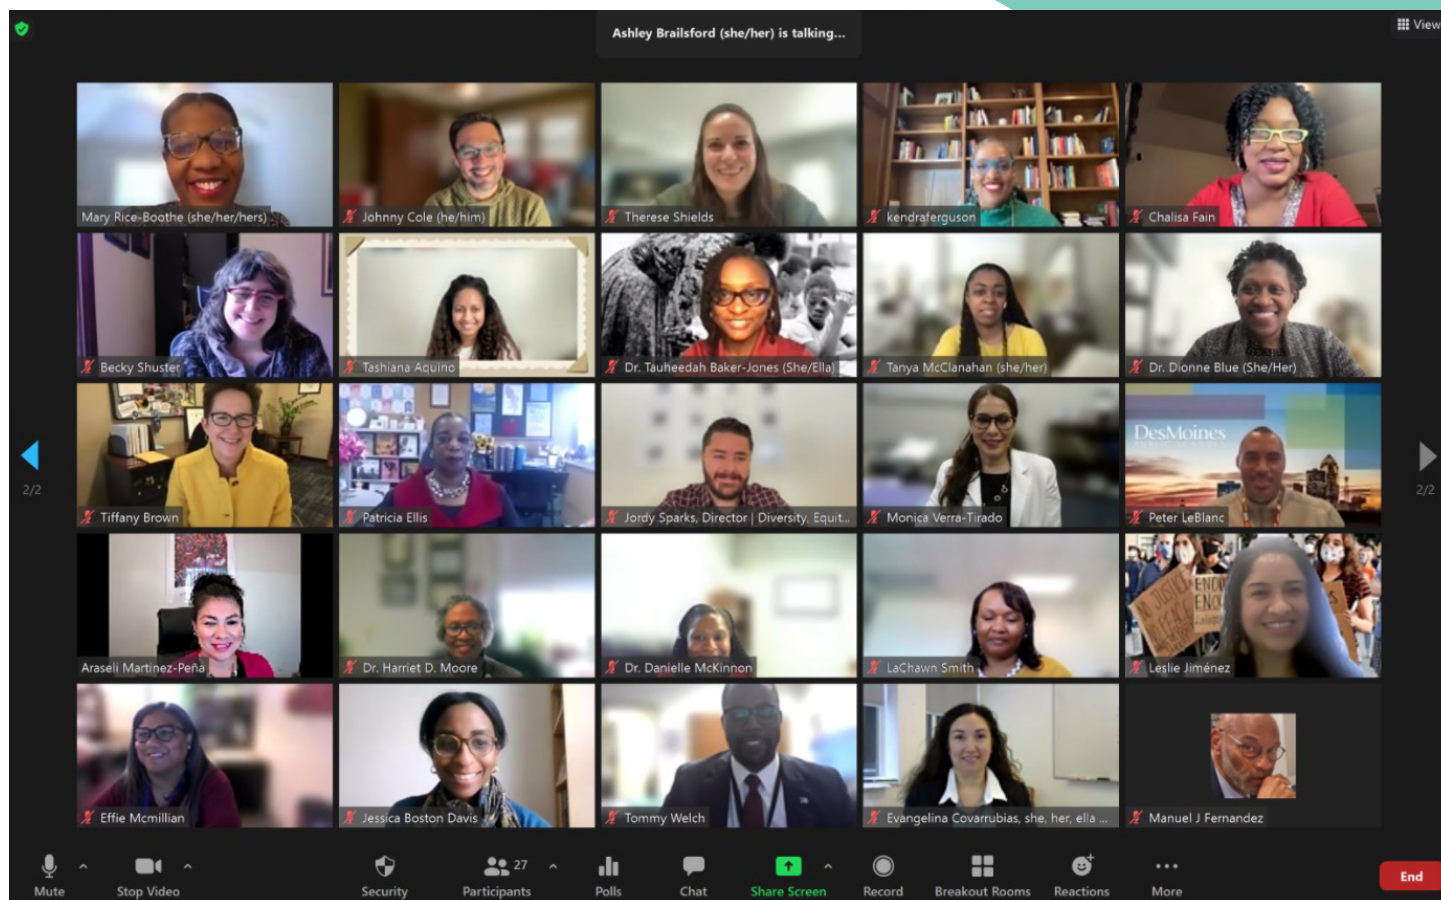 Ashley Brailsford (she/her) is talking...
View
Mary Rice-Boothe (she/her/hers)
Johnny Cole (he/him)
Therese Shields
kendraferguson
Chalisa Fain
Becky Shuster
Tashiana Aquino
Dr. Tauheedah Baker-Jones (She/Ella)
Tanya McClanahan (she/her)
Dr. Dionne Blue (She/Her)
DesMoines
Tiffany Brown
Patricia Ellis
Jordy Sparks, Director | Diversity, Equit...
Monica Verra-Tirado
Peter LeBlanc
2/2
2/2
NO JUSTICE
PEACE
ENOU
ENO
Araseli Martinez-Peña
Dr. Harriet D. Moore
Dr. Danielle McKinnon
LaChawn Smith
Leslie Jiménez
Effie Mcmillian
Jessica Boston Davis
Tommy Welch
Evangelina Covarrubias, she, her, ella ...
Manuel J Fernandez
27
Mute
Stop Video
Security
Participants
Polls
Chat
Share Screen
Record
Breakout Rooms
Reactions
More
End